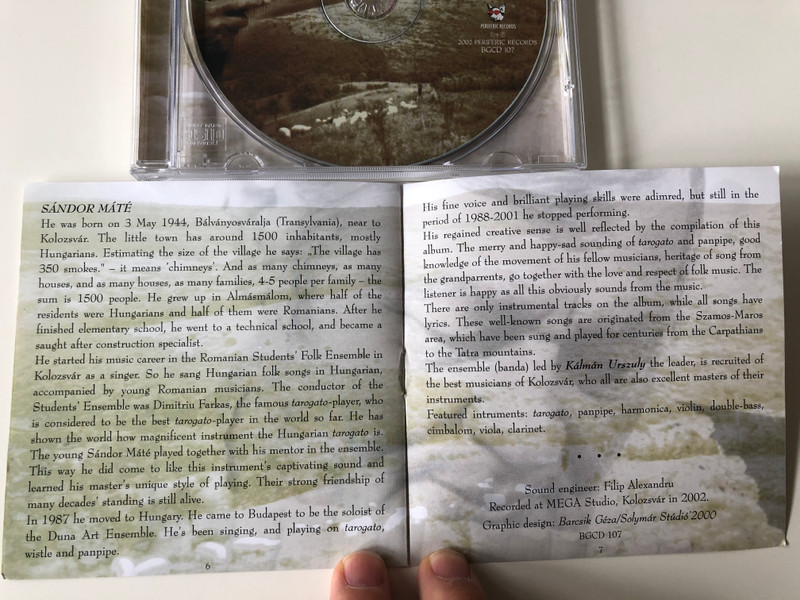 PERIFERIC RECORDS
2002 PERIFERIC RECORDS
BGCD 107
SÁNDOR MÁTÉ
He was born on 3 May 1944, Bálványosváralja (Transylvania), near to
Kolozsvár. The little town has around 1500 inhabitants, mostly
Hungarians. Estimating the size of the village he says: „The village has
350 smokes." – it means 'chimneys'. And as many chimneys, as many
houses, and as many houses, as many families, 4-5 people per family – the
sum is 1500 people. He grew up in Almásmálom, where half of the
residents were Hungarians and half of them were Romanians. After he
finished elementary school, he went to a technical school, and became a
saught after construction specialist.
He started his music career in the Romanian Students' Folk Ensemble in
Kolozsvár as a singer. So he sang Hungarian folk songs in Hungarian,
accompanied by young Romanian musicians. The conductor of the
Students' Ensemble was Dimitriu Farkas, the famous tarogato-player, who
is considered to be the best tarogato-player in the world so far. He has
shown the world how magnificent instrument the Hungarian tarogato is.
The young Sándor Máté played together with his mentor in the ensemble.
This way he did come to like this instrument's captivating sound and
learned his master's unique style of playing. Their strong friendship of
many decades' standing is still alive.
In 1987 he moved to Hungary. He came to Budapest to be the soloist of
the Duna Art Ensemble. He's been singing, and playing on tarogato,
wistle and panpipe.
6
His fine voice and brilliant playing skills were adimred, but still in the
period of 1988-2001 he stopped performing.
His regained creative sense is well reflected by the compilation of this
album. The merry and happy-sad sounding of tarogato and panpipe, good
knowledge of the movement of his fellow musicians, heritage of song from
the grandparrents, go together with the love and respect of folk music. The
listener is happy as all this obviously sounds from the music.
There are only instrumental tracks on the album, while all songs have
lyrics. These well-known songs are originated from the Szamos-Maros
area, which have been sung and played for centuries from the Carpathians
to the Tatra mountains.
The ensemble (banda) led by Kálmán Urszuly the leader, is recruited of
the best musicians of Kolozsvár, who all are also excellent masters of their
instruments.
Featured intruments: tarogato, panpipe, harmonica, violin, double-bass,
cimbalom, viola, clarinet.
• • •
Sound engineer: Filip Alexandru
Recorded at MEGA Studio, Kolozsvár in 2002.
Graphic design: Barcsik Géza/Solymár Stúdió'2000
BGCD 107
7